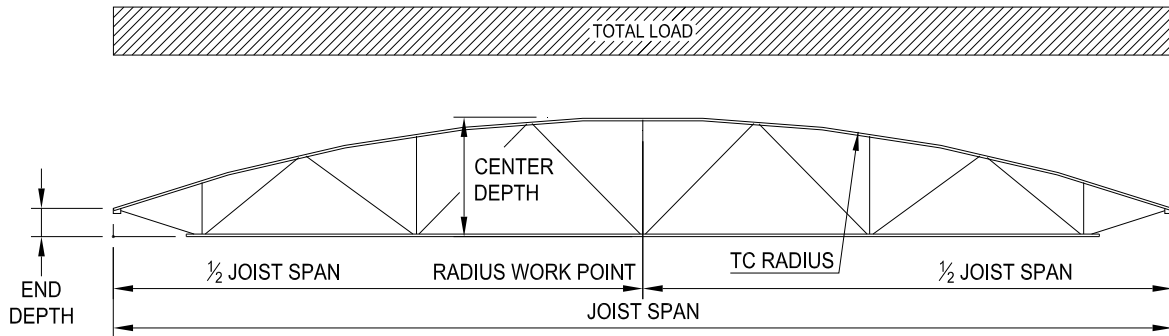 TOTAL LOAD
CENTER
DEPTH
½ JOIST SPAN
RADIUS WORK POINT
TC RADIUS
½ JOIST SPAN
END
DEPTH
JOIST SPAN